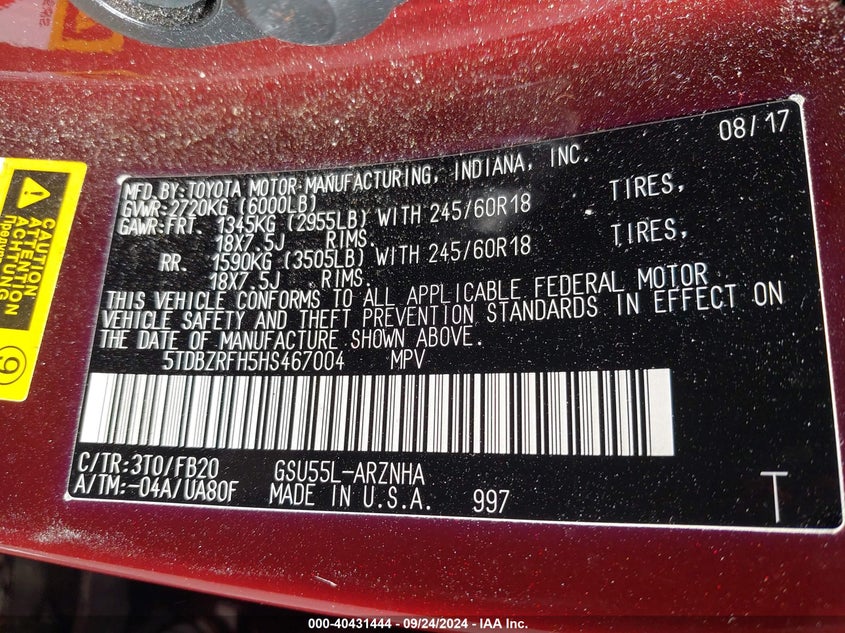 08/17
MFD.BY:TOYOTA MOTOR MANUFACTURING, INDIANA, INC.
GVWR:2720KG (6000LB)
GAWR:FRT. 1345KG (2955LB) WITH 245/60R18 TIRES,
18X7.5J RIMS.
RR. 1590KG (3505LB) WITH 245/60R18 TIRES,
18X7.5J RIMS.
THIS VEHICLE CONFORMS TO ALL APPLICABLE FEDERAL MOTOR
VEHICLE SAFETY AND THEFT PREVENTION STANDARDS IN EFFECT ON
THE DATE OF MANUFACTURE SHOWN ABOVE.
5TDBZRFH5HS467004 MPV
C/TR:3T0/FB20 GSU55L-ARZNHA
A/TM:-04A/UA80F MADE IN U.S.A. 997
T
CAUTION
ATTENTION
ACHTUNG
9
000-40431444 - 09/24/2024 - IAA Inc.